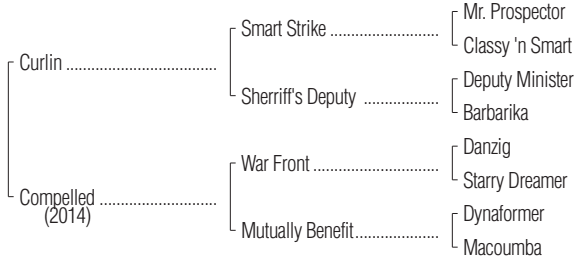 Mr. Prospector
Smart Strike ........................
Classy 'n Smart
Curlin .................................
Deputy Minister
Sherriff's Deputy ................
Barbarika
Danzig
War Front ...........................
Starry Dreamer
Compelled .........................
(2014)
Dynaformer
Mutually Benefit..................
Macoumba